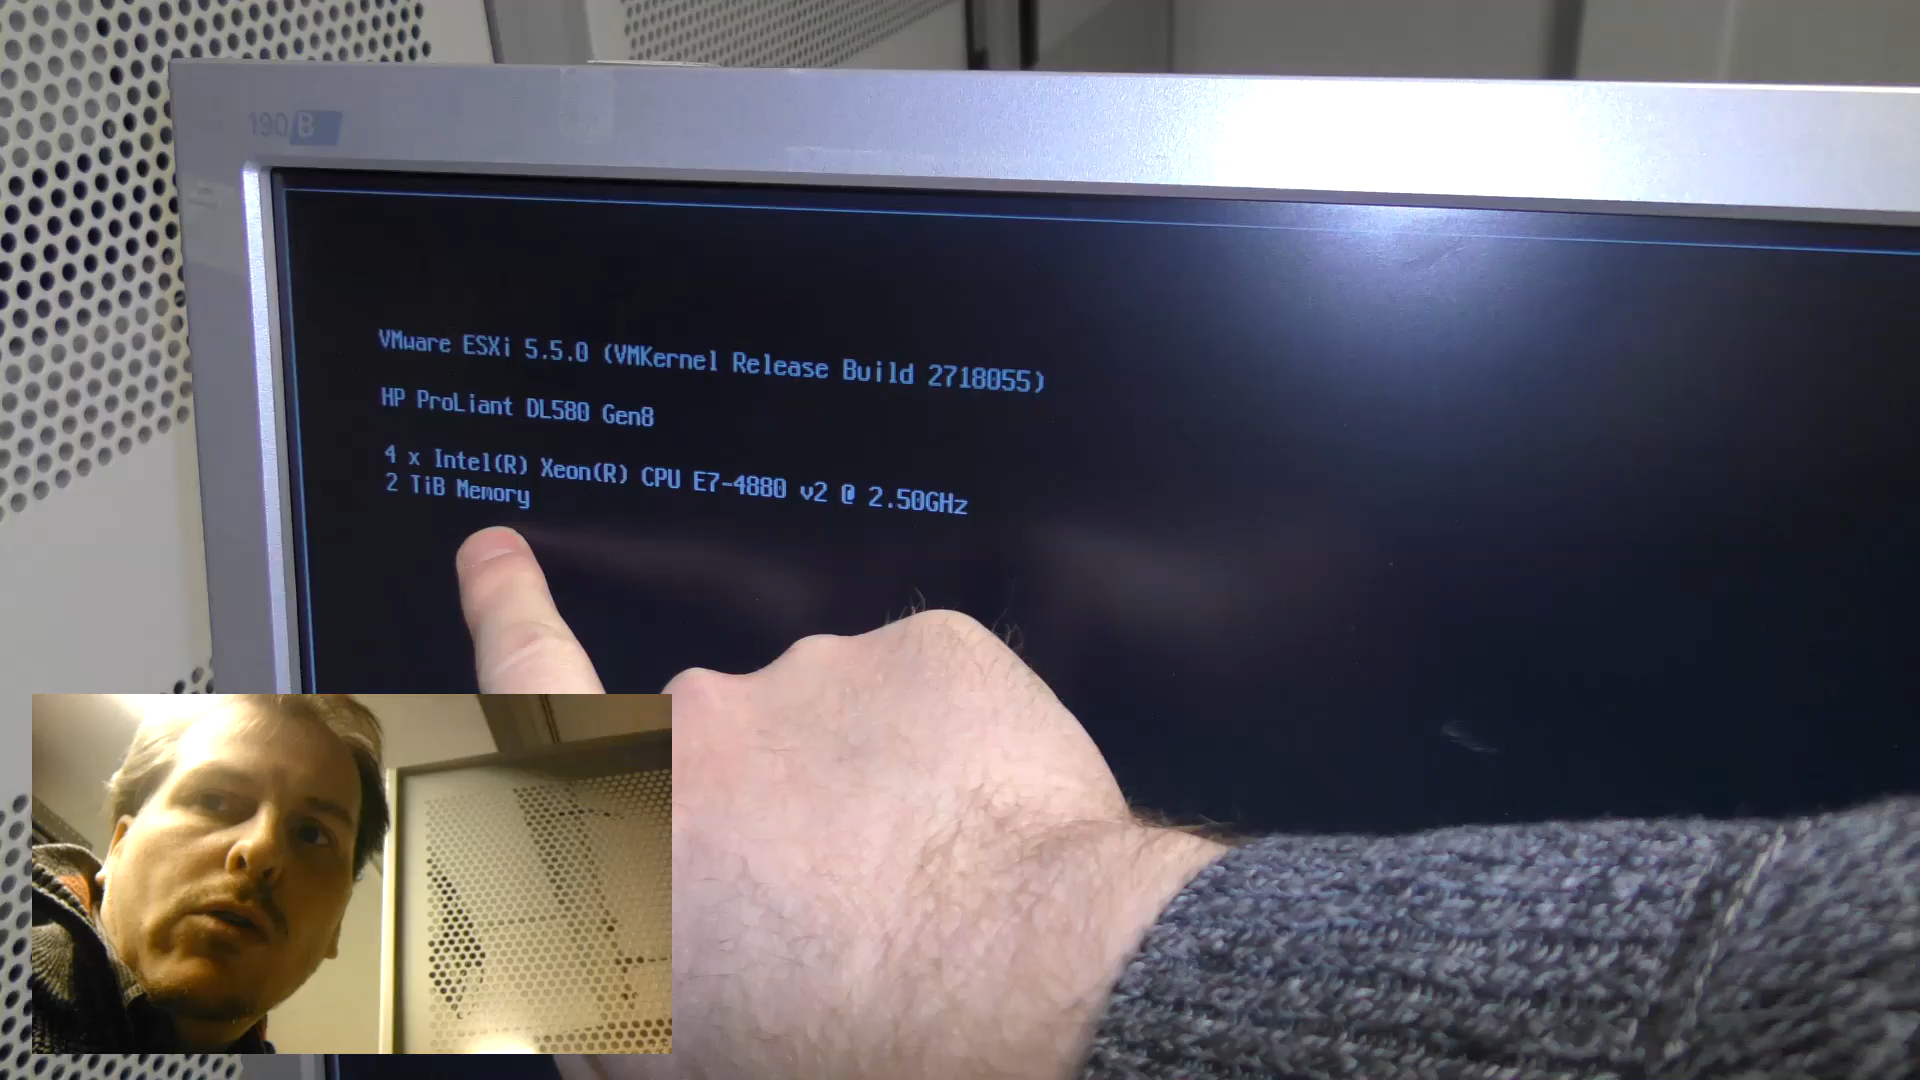 190B
VMware ESXi 5.5.0 (VMKernel Release Build 2718055)
HP ProLiant DL580 Gen8
4 x Intel(R) Xeon(R) CPU E7-4880 v2 @ 2.50GHz
2 TiB Memory